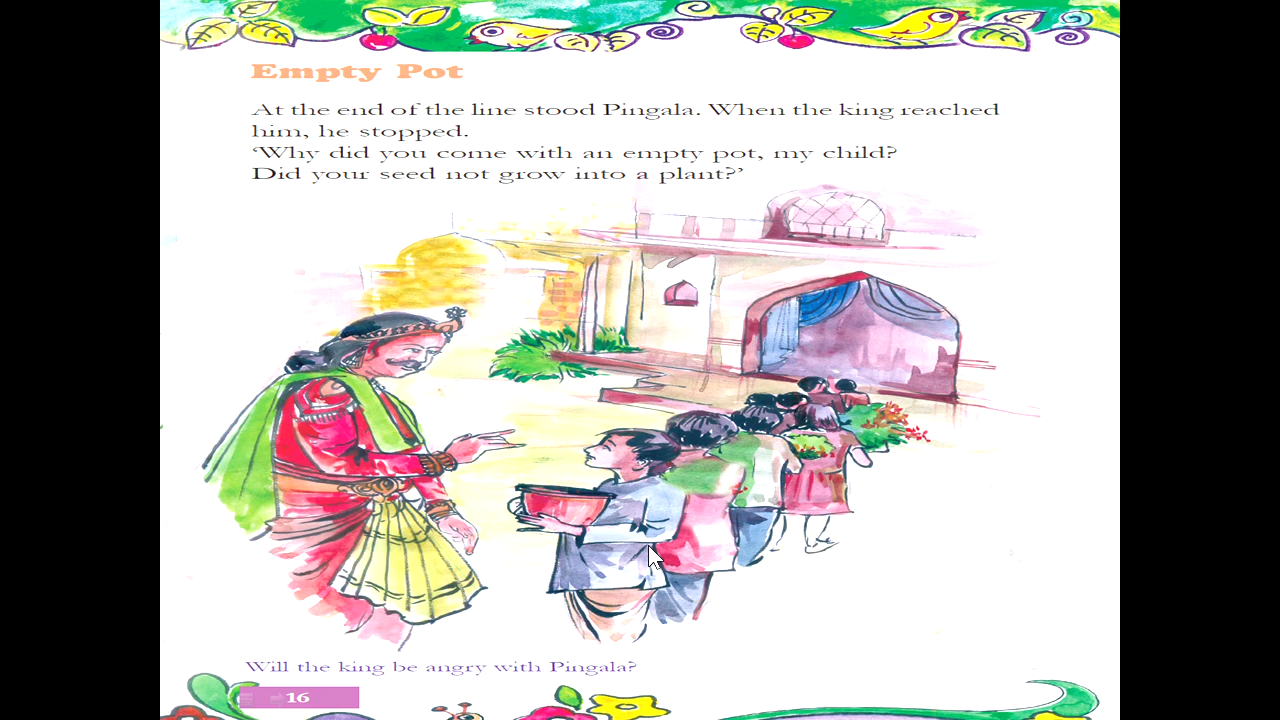 Empty Pot
At the end of the line stood Pingala. When the king reached
him, he stopped.
‘Why did you come with an empty pot, my child?
Did your seed not grow into a plant?’
Will the king be angry with Pingala?
16